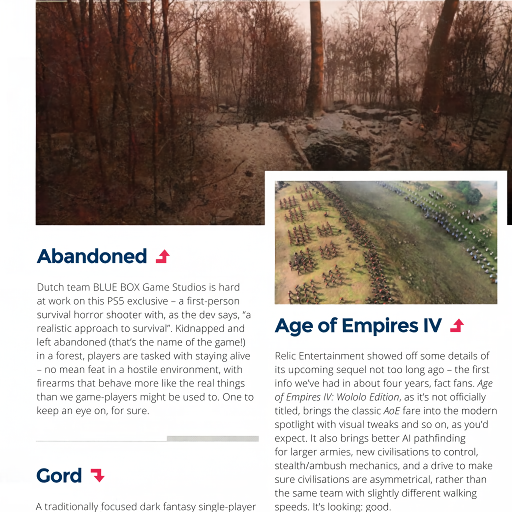 Abandoned
Dutch team BLUE BOX Game Studios is hard
at work on this PS5 exclusive – a first-person
survival horror shooter with, as the dev says, “a
realistic approach to survival”. Kidnapped and
left abandoned (that’s the name of the game!)
in a forest, players are tasked with staying alive
– no mean feat in a hostile environment, with
firearms that behave more like the real things
than we game-players might be used to. One to
keep an eye on, for sure.
Gord
A traditionally focused dark fantasy single-player
Age of Empires IV
Relic Entertainment showed off some details of
its upcoming sequel not too long ago – the first
info we’ve had in about four years, fact fans. Age
of Empires IV: Wololo Edition, as it’s not officially
titled, brings the classic AoE fare into the modern
spotlight with visual tweaks and so on, as you’d
expect. It also brings better AI pathfinding
for larger armies, new civilisations to control,
stealth/ambush mechanics, and a drive to make
sure civilisations are asymmetrical, rather than
the same team with slightly different walking
speeds. It’s looking: good.